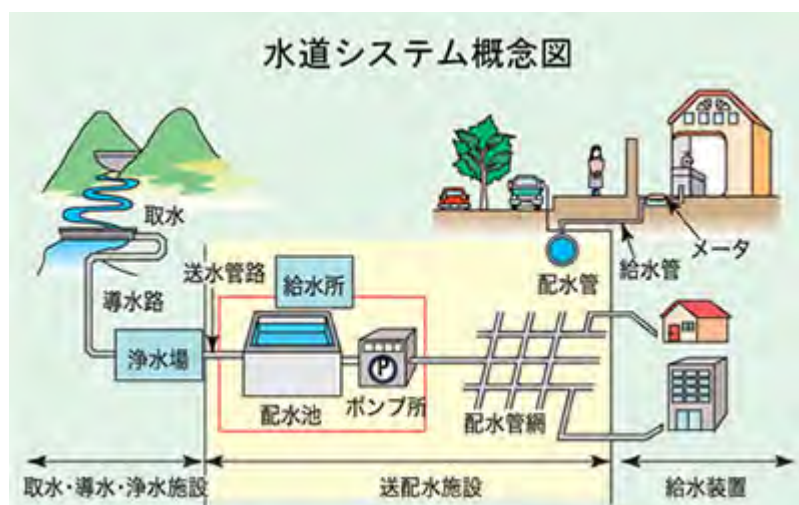 水道システム概念図
取水
導水路
浄水場
送水管路
給水所
配水池
ポンプ所
P
配水管網
配水管
給水管
メータ
取水・導水・浄水施設
送配水施設
給水装置